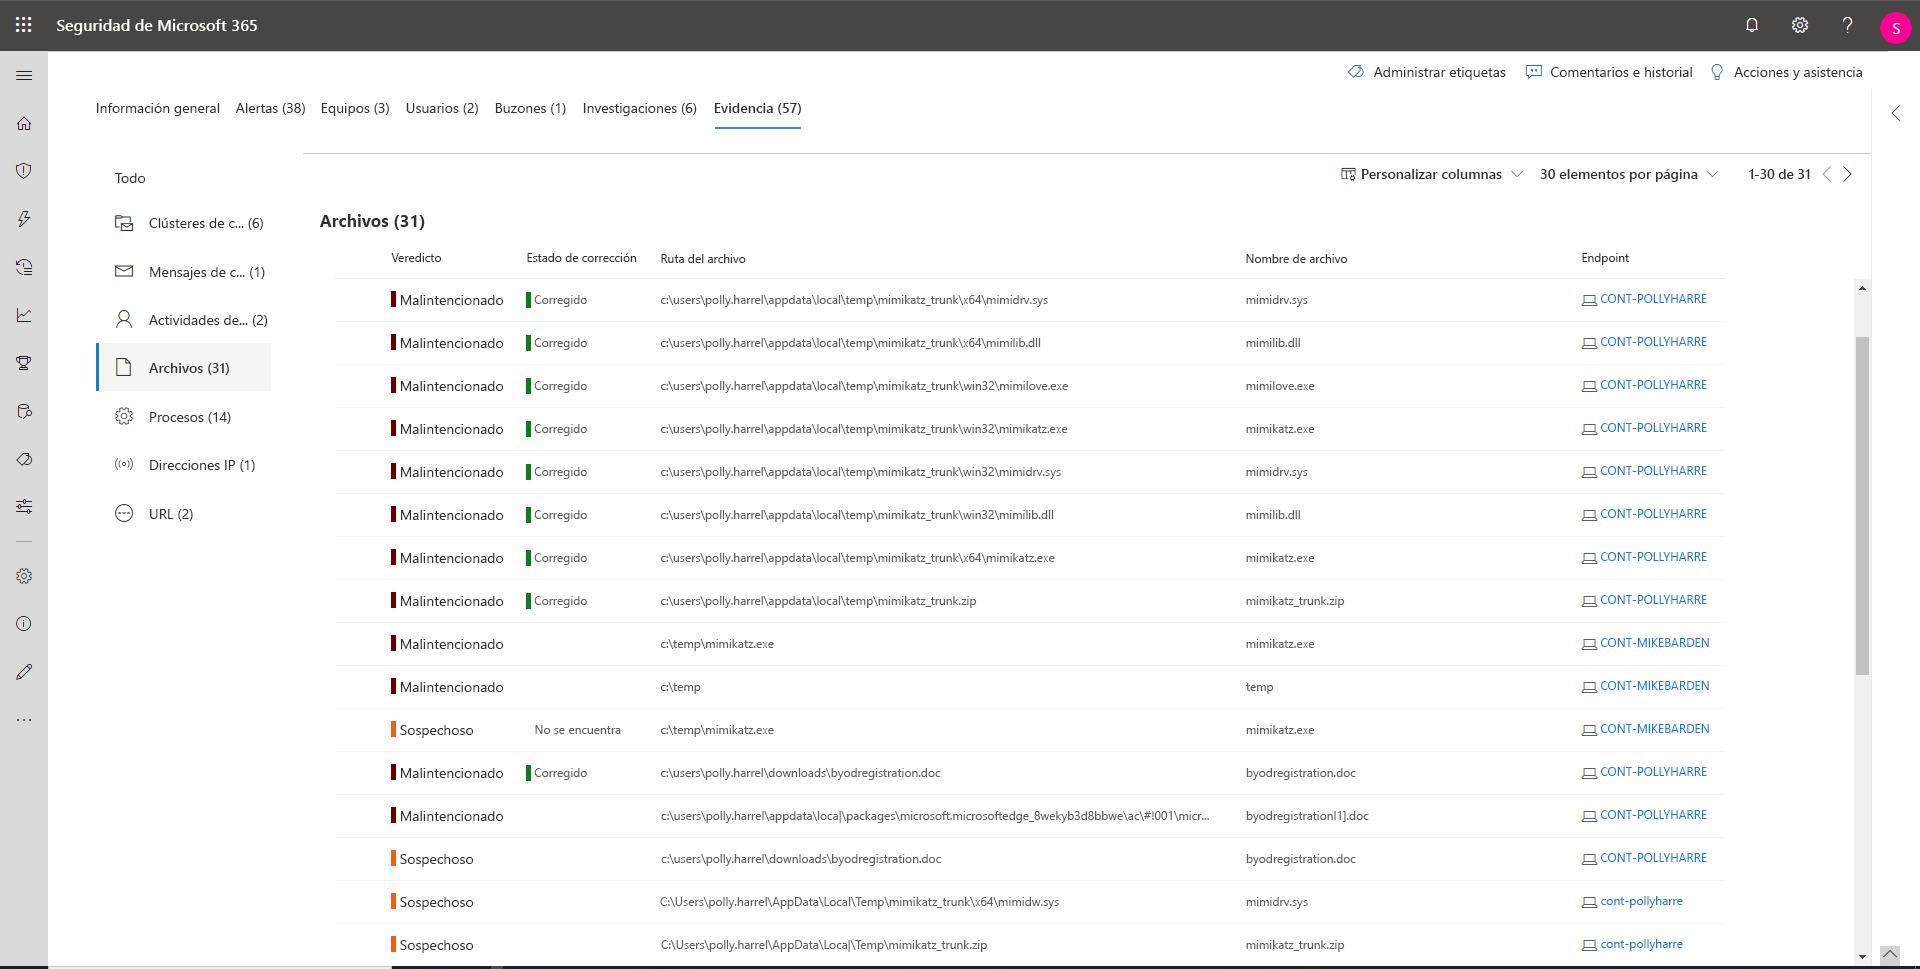 Seguridad de Microsoft 365
S
Administrar etiquetas Comentarios e historial Acciones y asistencia
Información general Alertas (38) Equipos (3) Usuarios (2) Buzones (1) Investigaciones (6) Evidencia (57)
Todo
Clústeres de c... (6)
Mensajes de c... (1)
Actividades de... (2)
Archivos (31)
Procesos (14)
Direcciones IP (1)
URL (2)
Personalizar columnas 30 elementos por página 1-30 de 31
Archivos (31)
Veredicto Estado de corrección Ruta del archivo Nombre de archivo Endpoint
Malintencionado Corregido c:\users\polly.harrel\appdata\local\temp\mimikatz_trunk\x64\mimidrv.sys mimidrv.sys CONT-POLLYHARRE
Malintencionado Corregido c:\users\polly.harrel\appdata\local\temp\mimikatz_trunk\x64\mimilib.dll mimilib.dll CONT-POLLYHARRE
Malintencionado Corregido c:\users\polly.harrel\appdata\local\temp\mimikatz_trunk\win32\mimilove.exe mimilove.exe CONT-POLLYHARRE
Malintencionado Corregido c:\users\polly.harrel\appdata\local\temp\mimikatz_trunk\win32\mimikatz.exe mimikatz.exe CONT-POLLYHARRE
Malintencionado Corregido c:\users\polly.harrel\appdata\local\temp\mimikatz_trunk\win32\mimidrv.sys mimidrv.sys CONT-POLLYHARRE
Malintencionado Corregido c:\users\polly.harrel\appdata\local\temp\mimikatz_trunk\win32\mimilib.dll mimilib.dll CONT-POLLYHARRE
Malintencionado Corregido c:\users\polly.harrel\appdata\local\temp\mimikatz_trunk\x64\mimikatz.exe mimikatz.exe CONT-POLLYHARRE
Malintencionado Corregido c:\users\polly.harrel\appdata\local\temp\mimikatz_trunk.zip mimikatz_trunk.zip CONT-POLLYHARRE
Malintencionado c:\temp\mimikatz.exe mimikatz.exe CONT-MIKEBARDEN
Malintencionado c:\temp temp CONT-MIKEBARDEN
Sospechoso No se encuentra c:\temp\mimikatz.exe mimikatz.exe CONT-MIKEBARDEN
Malintencionado Corregido c:\users\polly.harrel\downloads\byodregistration.doc byodregistration.doc CONT-POLLYHARRE
Malintencionado c:\users\polly.harrel\appdata\loca|\packages\microsoft.microsoftedge_8wekyb3d8bbwe\ac\#!001\micr... byodregistration|1].doc CONT-POLLYHARRE
Sospechoso c:\users\polly.harrel\downloads\byodregistration.doc byodregistration.doc CONT-POLLYHARRE
Sospechoso C:\Users\polly.harrel\AppData\Local\Temp\mimikatz_trunk\x64\mimidw.sys mimidrv.sys cont-pollyharre
Sospechoso C:\Users\polly.harrel\AppData\Loca|\Temp\mimikatz_trunk.zip mimikatz_trunk.zip cont-pollyharre